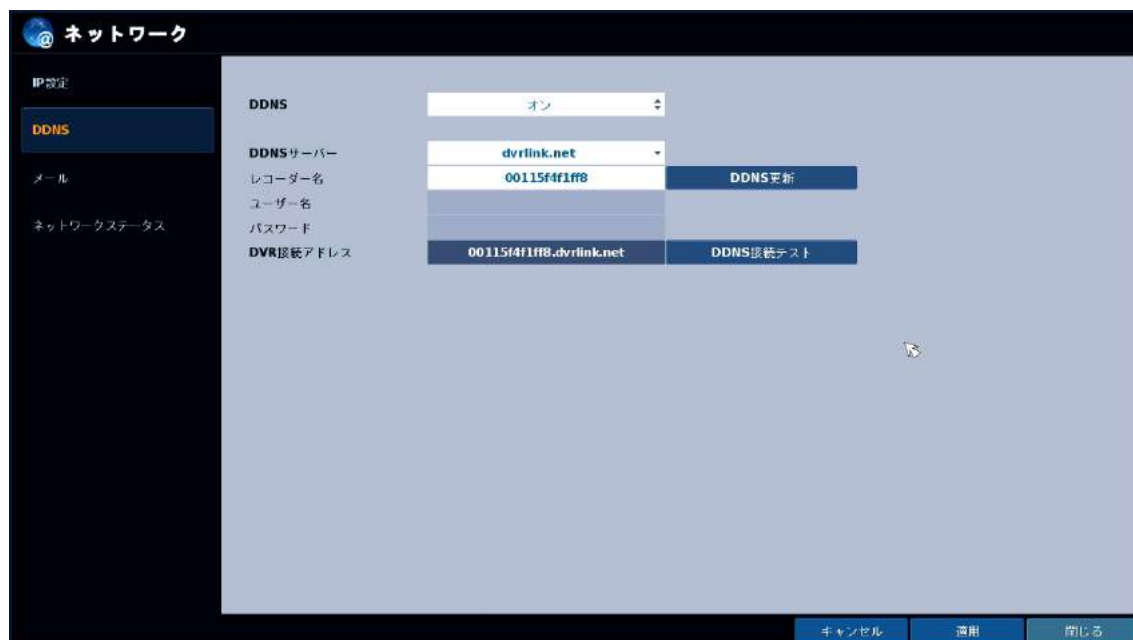 ネットワーク
IP設定
DDNS
メール
ネットワークステータス
DDNS オン
DDNSサーバー dvrlink.net
レコーダー名 00115f4f1ff8 DDNS更新
ユーザー名
パスワード
DVR接続アドレス 00115f4f1ff8.dvrlink.net DDNS接続テスト
キャンセル 適用 閉じる